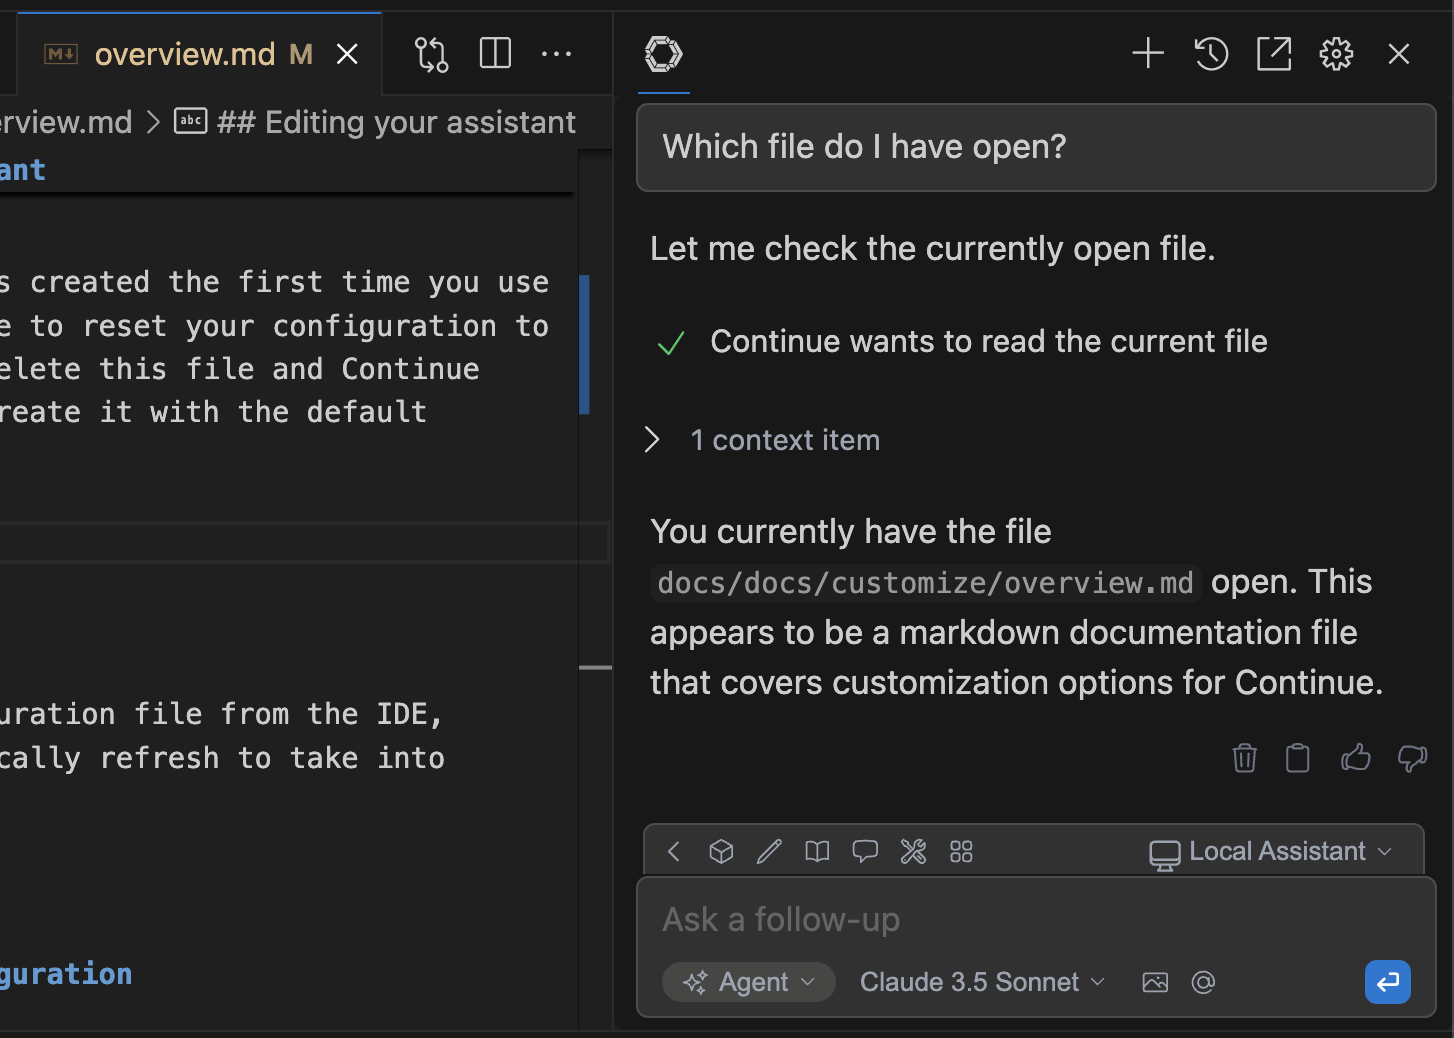 overview.md M
rview.md > abc ## Editing your assistant
ant
s created the first time you use
e to reset your configuration to
elete this file and Continue
reate it with the default
uration file from the IDE,
cally refresh to take into
guration
Which file do I have open?
Let me check the currently open file.
Continue wants to read the current file
1 context item
You currently have the file
docs/docs/customize/overview.md open. This
appears to be a markdown documentation file
that covers customization options for Continue.
Local Assistant
Ask a follow-up
Agent Claude 3.5 Sonnet